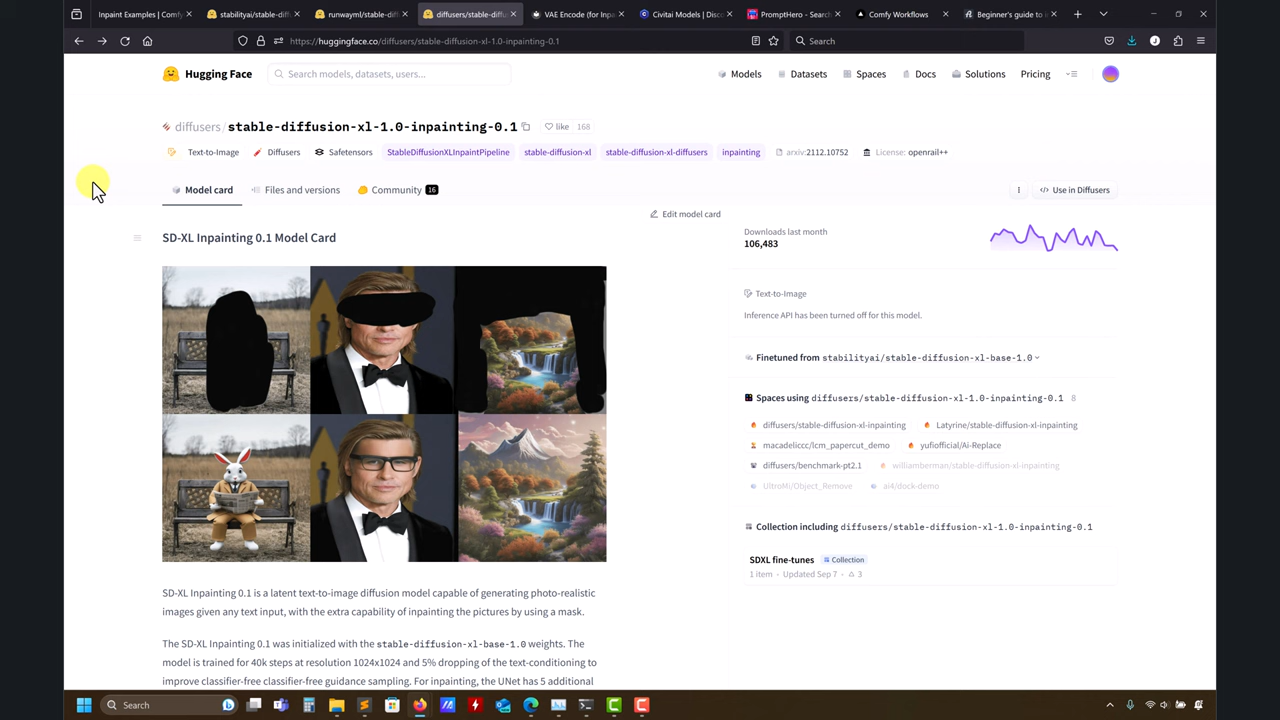 Inpaint Examples | Comfy
stabilityai/stable-diff
runwayml/stable-diff
diffusers/stable-diffu
VAE Encode (for Inpa
Civitai Models | Disco
PromptHero - Search
Comfy Workflows
Beginner's guide to i
https://huggingface.co/diffusers/stable-diffusion-xl-1.0-inpainting-0.1
Search
Hugging Face
Search models, datasets, users...
Models
Datasets
Spaces
Docs
Solutions
Pricing
diffusers/stable-diffusion-xl-1.0-inpainting-0.1
like 168
Text-to-Image
Diffusers
Safetensors
StableDiffusionXLInpaintPipeline
stable-diffusion-xl
stable-diffusion-xl-diffusers
inpainting
arxiv:2112.10752
License: openrail++
Model card
Files and versions
Community 16
Use in Diffusers
Edit model card
SD-XL Inpainting 0.1 Model Card
SD-XL Inpainting 0.1 is a latent text-to-image diffusion model capable of generating photo-realistic
images given any text input, with the extra capability of inpainting the pictures by using a mask.
The SD-XL Inpainting 0.1 was initialized with the stable-diffusion-xl-base-1.0 weights. The
model is trained for 40k steps at resolution 1024x1024 and 5% dropping of the text-conditioning to
improve classifier-free classifier-free guidance sampling. For inpainting, the UNet has 5 additional
Downloads last month
106,483
Text-to-Image
Inference API has been turned off for this model.
Finetuned from stabilityai/stable-diffusion-xl-base-1.0
Spaces using diffusers/stable-diffusion-xl-1.0-inpainting-0.1 8
diffusers/stable-diffusion-xl-inpainting
Latyrine/stable-diffusion-xl-inpainting
macadeliccc/lcm_papercut_demo
yufiofficial/Ai-Replace
diffusers/benchmark-pt2.1
williamberman/stable-diffusion-xl-inpainting
UltroMi/Object_Remove
ai4/dock-demo
Collection including diffusers/stable-diffusion-xl-1.0-inpainting-0.1
SDXL fine-tunes
Collection
1 item • Updated Sep 7 • 3
Search